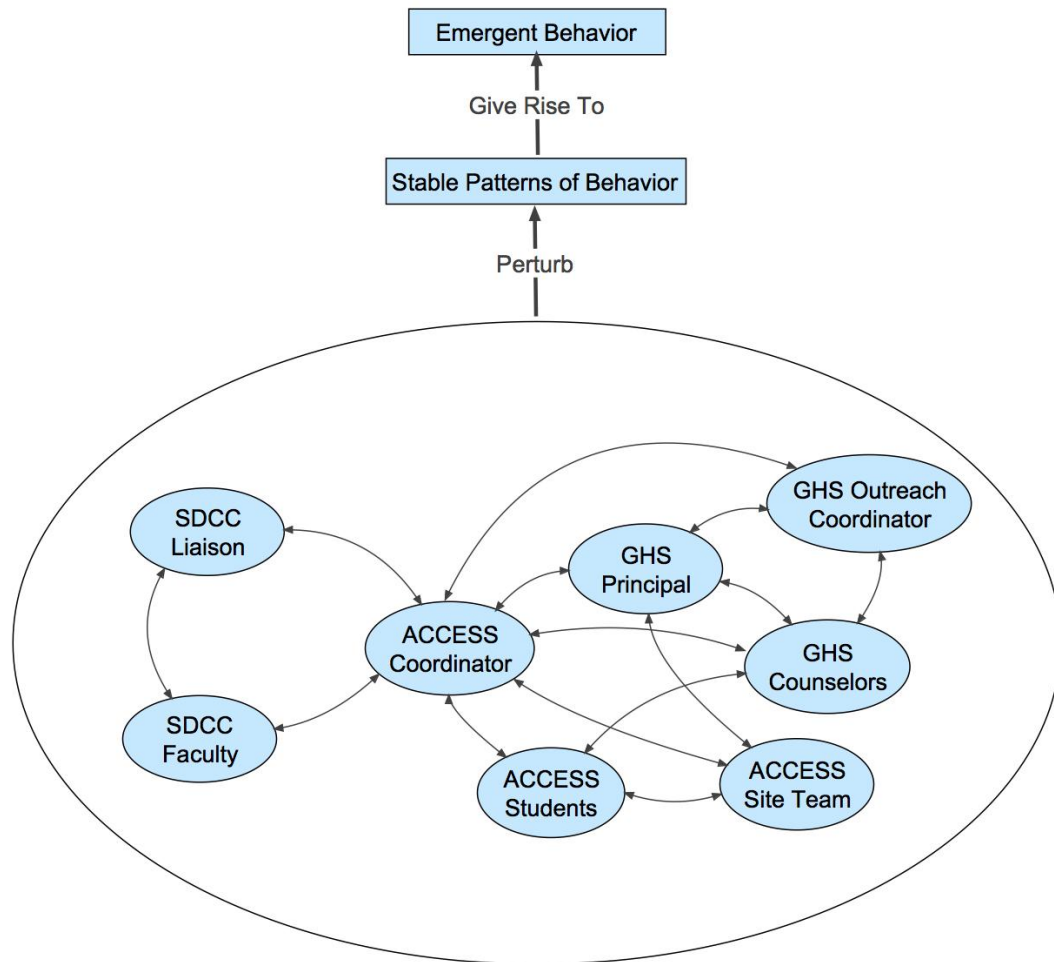 Emergent Behavior
Give Rise To
Stable Patterns of Behavior
Perturb
GHS Outreach
Coordinator
SDCC
Liaison
GHS
Principal
ACCESS
Coordinator
GHS
Counselors
SDCC
Faculty
ACCESS
Students
ACCESS
Site Team